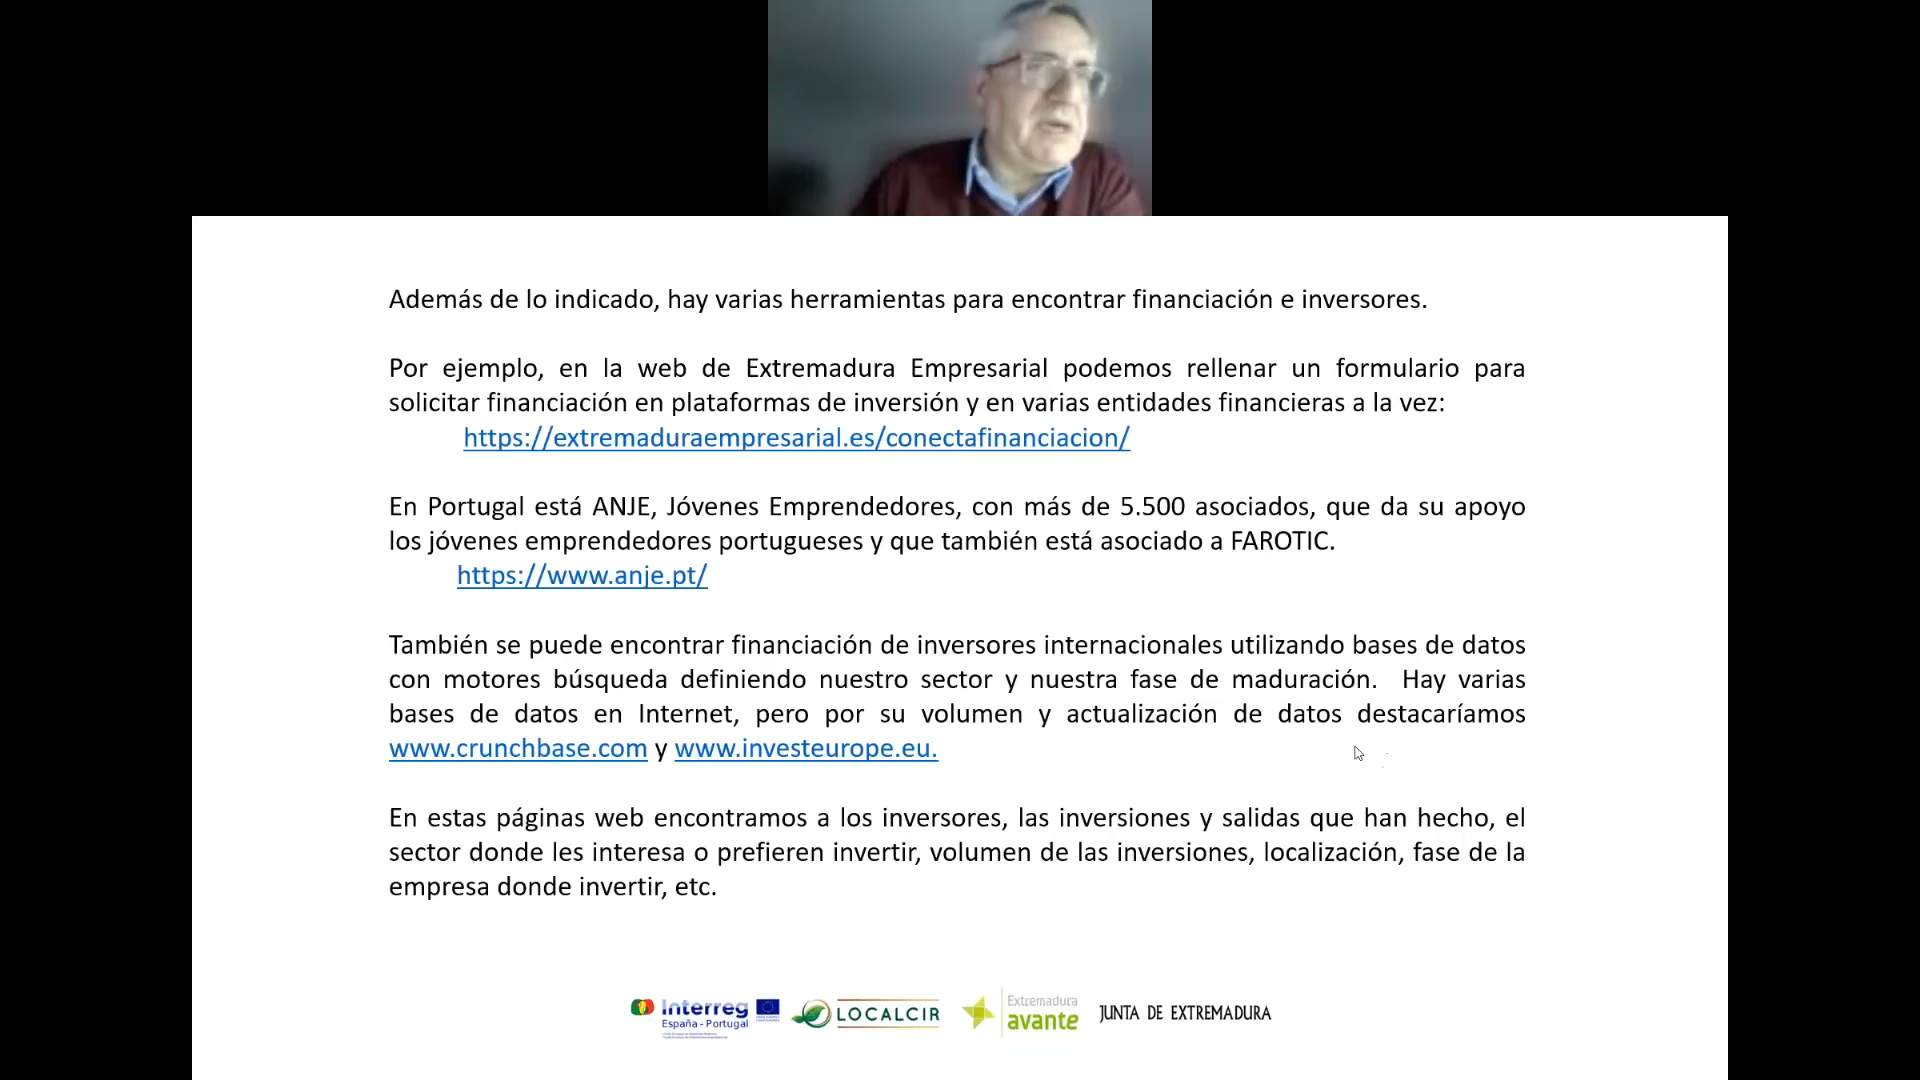 Además de lo indicado, hay varias herramientas para encontrar financiación e inversores.
Por ejemplo, en la web de Extremadura Empresarial podemos rellenar un formulario para
solicitar financiación en plataformas de inversión y en varias entidades financieras a la vez:
https://extremaduraempresarial.es/conectafinanciacion/
En Portugal está ANJE, Jóvenes Emprendedores, con más de 5.500 asociados, que da su apoyo
los jóvenes emprendedores portugueses y que también está asociado a FAROTIC.
https://www.anje.pt/
También se puede encontrar financiación de inversores internacionales utilizando bases de datos
con motores búsqueda definiendo nuestro sector y nuestra fase de maduración. Hay varias
bases de datos en Internet, pero por su volumen y actualización de datos destacaríamos
www.crunchbase.com y www.investeurope.eu.
En estas páginas web encontramos a los inversores, las inversiones y salidas que han hecho, el
sector donde les interesa o prefieren invertir, volumen de las inversiones, localización, fase de la
empresa donde invertir, etc.
Interreg
España - Portugal
LOCALCIR
Extremadura
avante
JUNTA DE EXTREMADURA